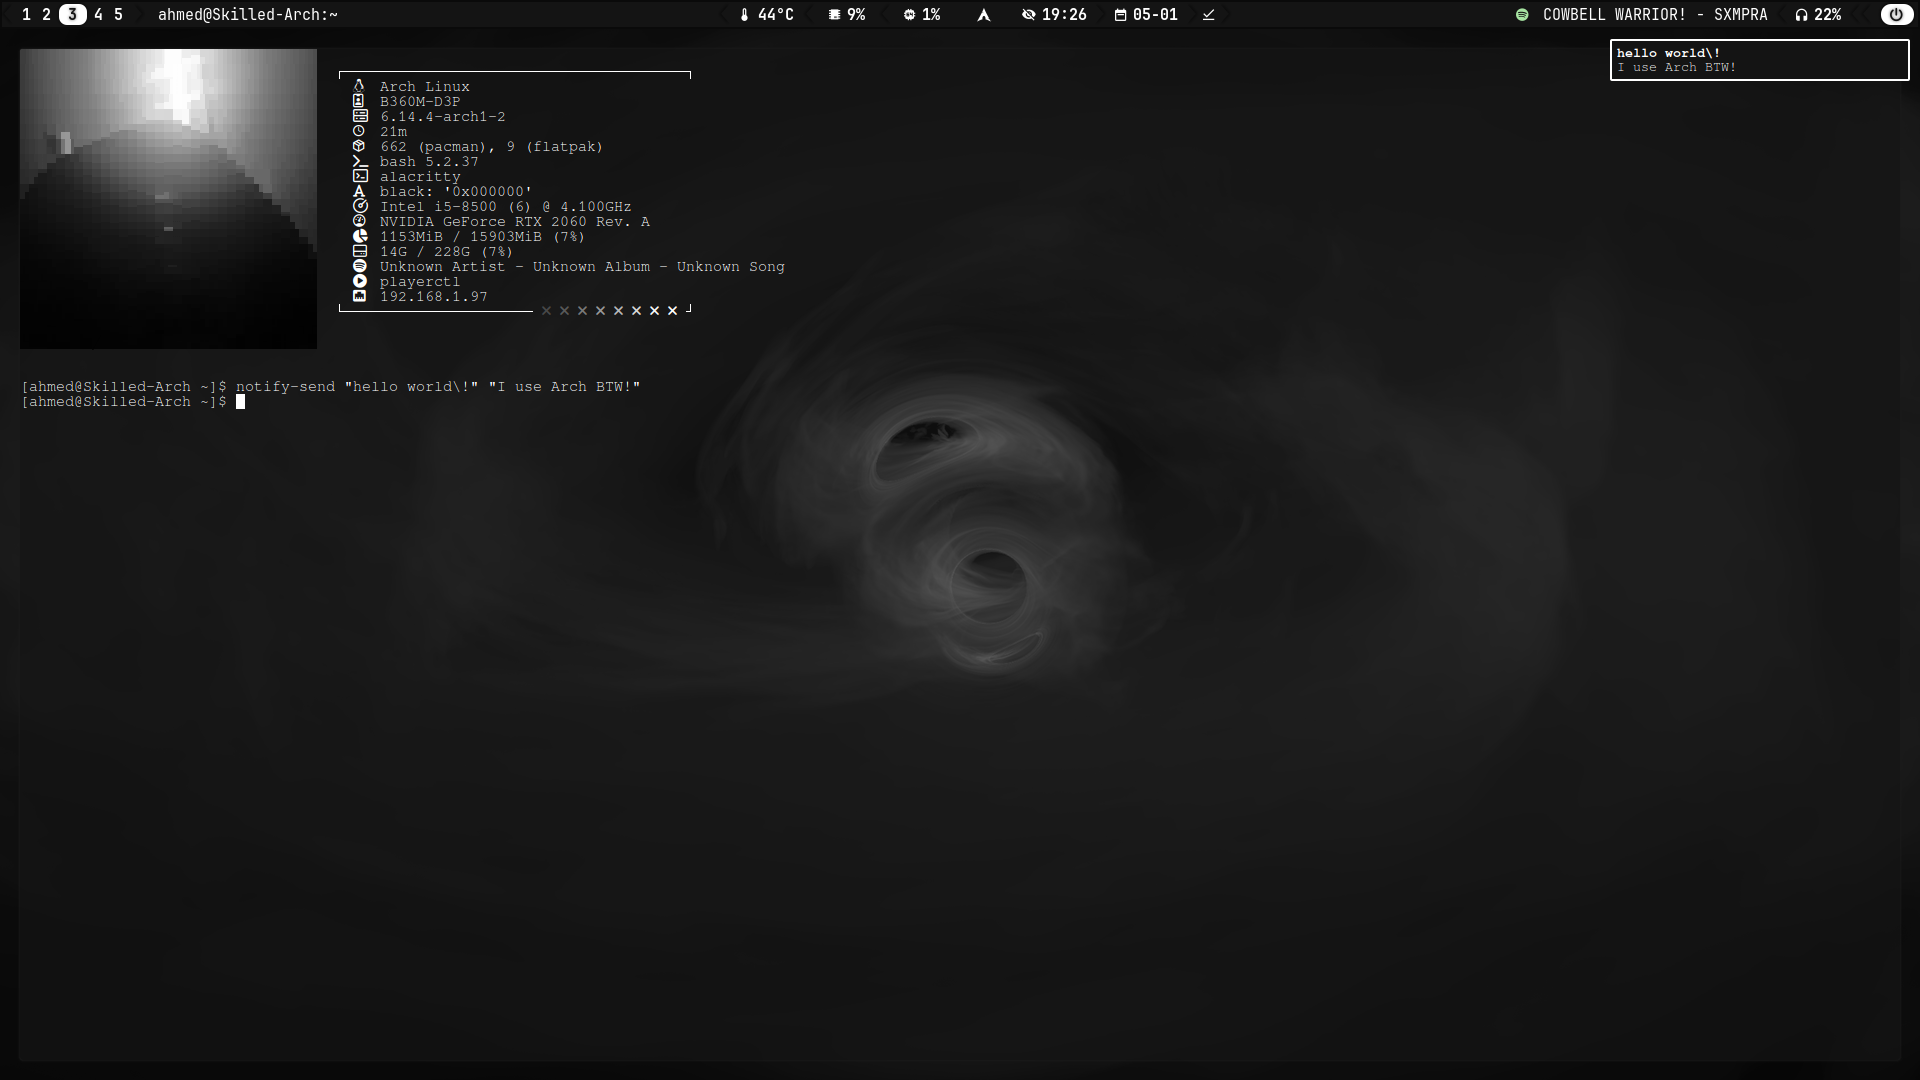 1 2 3 4 5 ahmed@Skilled-Arch:~ 44°C 9% 1% 19:26 05-01 COWBELL WARRIOR! - SXMPRA 22%
hello world\!
I use Arch BTW!
Arch Linux
B360M-D3P
6.14.4-arch1-2
21m
662 (pacman), 9 (flatpak)
bash 5.2.37
alacritty
black: '0x000000'
Intel i5-8500 (6) @ 4.100GHz
NVIDIA GeForce RTX 2060 Rev. A
1153MiB / 15903MiB (7%)
14G / 228G (7%)
Unknown Artist - Unknown Album - Unknown Song
playerctl
192.168.1.97
[ahmed@Skilled-Arch ~]$ notify-send "hello world\!" "I use Arch BTW!"
[ahmed@Skilled-Arch ~]$